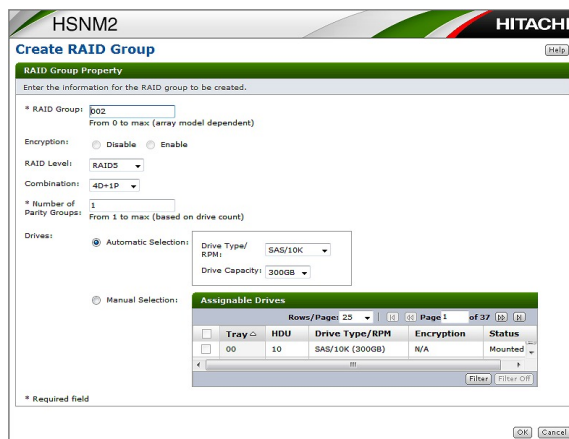 HSNM2
HITACHI
Create RAID Group
Help
RAID Group Property
Enter the information for the RAID group to be created.
* RAID Group: 002
From 0 to max (array model dependent)
Encryption: Disable Enable
RAID Level: RAID5
Combination: 4D+1P
* Number of Parity Groups: 1
From 1 to max (based on drive count)
Drives: Automatic Selection:
Drive Type/RPM: SAS/10K
Drive Capacity: 300GB
Manual Selection:
Assignable Drives
Rows/Page: 25 Page 1 of 37
Tray HDU Drive Type/RPM Encryption Status
00 10 SAS/10K (300GB) N/A Mounted
Filter Filter Off
* Required field
OK Cancel